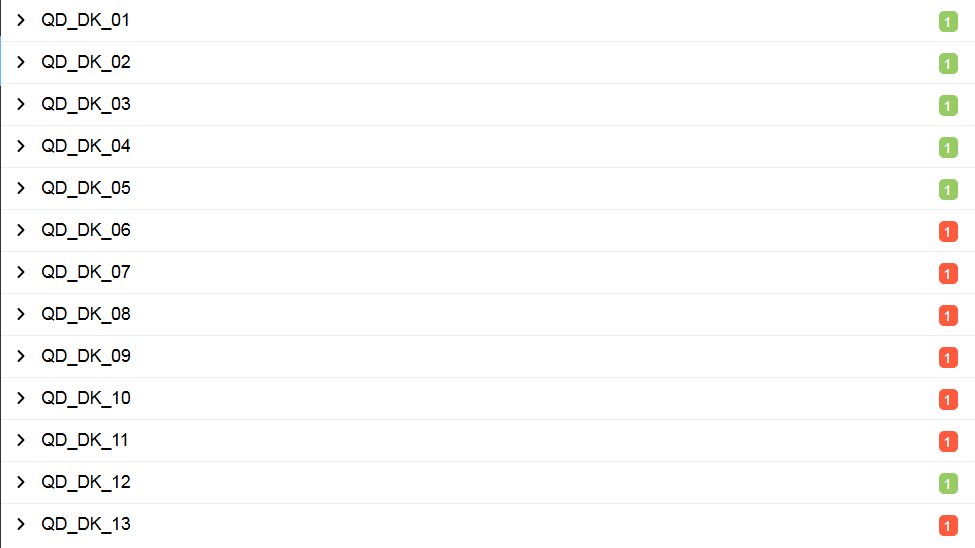 QD_DK_01 1
QD_DK_02 1
QD_DK_03 1
QD_DK_04 1
QD_DK_05 1
QD_DK_06 1
QD_DK_07 1
QD_DK_08 1
QD_DK_09 1
QD_DK_10 1
QD_DK_11 1
QD_DK_12 1
QD_DK_13 1